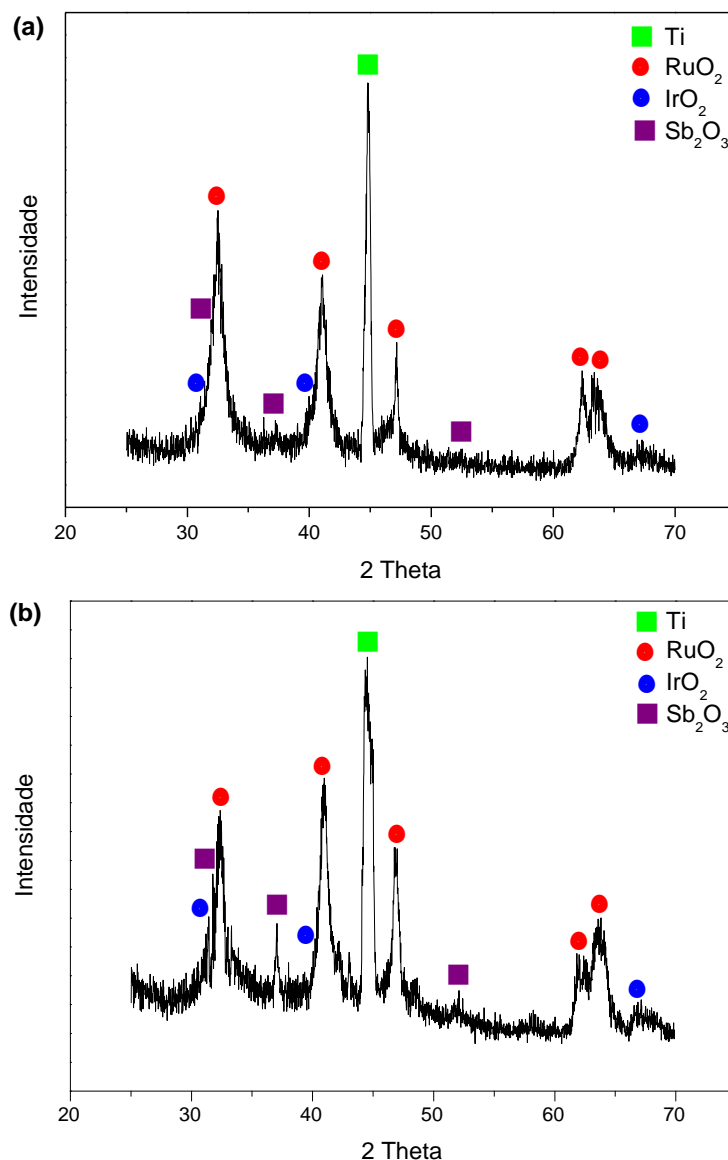 (a)
Ti
RuO₂
IrO₂
Sb₂O₃
Intensidade
20 30 40 50 60 70
2 Theta
(b)
Ti
RuO₂
IrO₂
Sb₂O₃
Intensidade
20 30 40 50 60 70
2 Theta